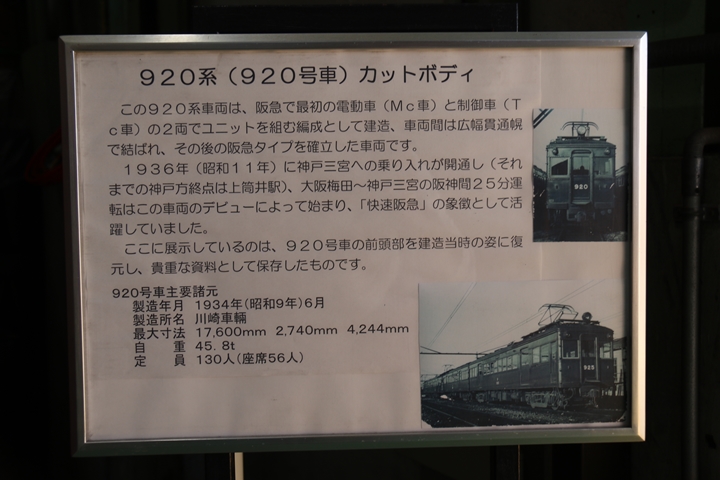 920系(920号車)カットボディ
この920系車両は、阪急で最初の電動車(Mc車)と制御車(T
c車)の2両でユニットを組む編成として建造、車両間は広幅貫通幌
で結ばれ、その後の阪急タイプを確立した車両です。
1936年(昭和11年)に神戸三宮への乗り入れが開通し(それ
までの神戸方終点は上筒井駅)、大阪梅田~神戸三宮の阪神間25分運
転はこの車両のデビューによって始まり、「快速阪急」の象徴として活
躍していました。
ここに展示しているのは、920号車の前頭部を建造当時の姿に復
元し、貴重な資料として保存したものです。
920号車主要諸元
製造年月 1934年(昭和9年)6月
製造所名 川崎車輛
最大寸法 17,600mm 2,740mm 4,244mm
自重 45.8t
定員 130人(座席56人)
920
920